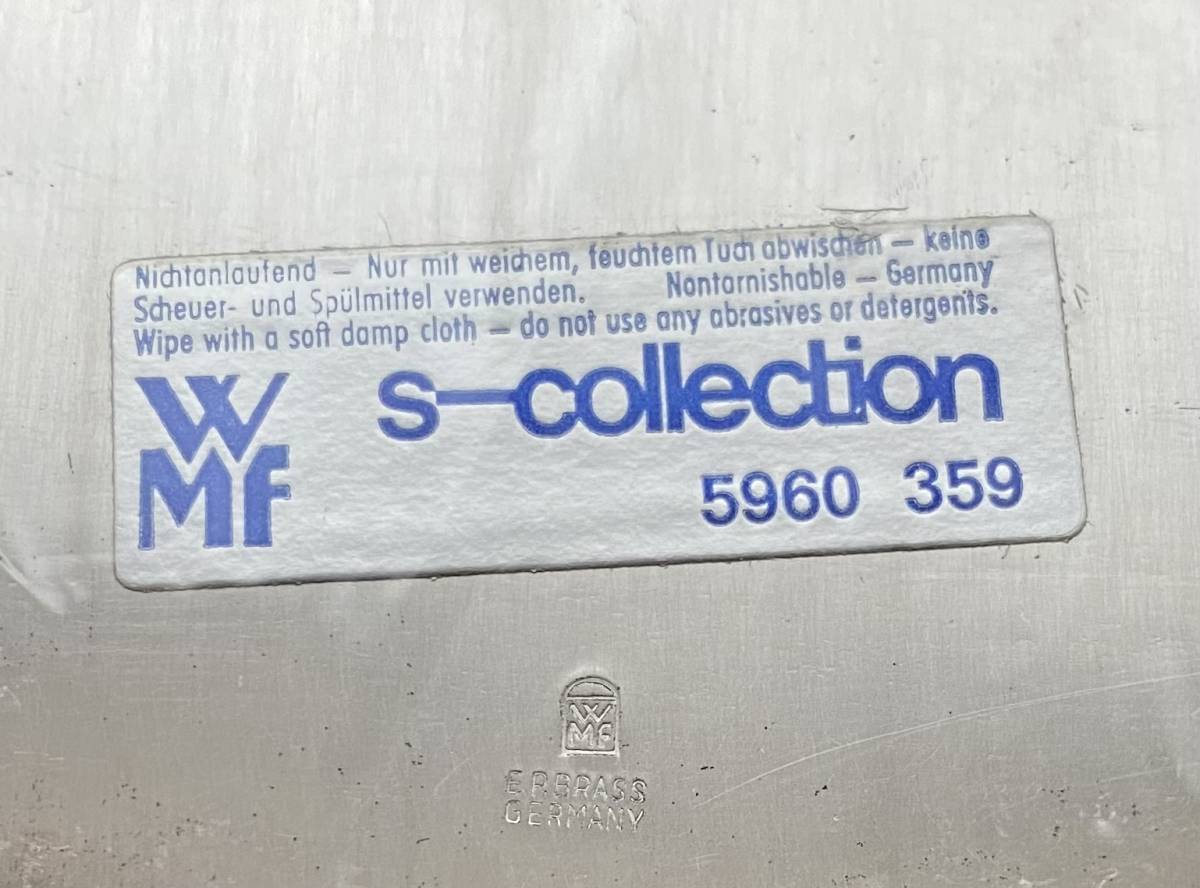 Nichtanlaufend — Nur mit weichem, feuchtem Tuch abwischen — keine
Scheuer- und Spülmittel verwenden. Nontarnishable — Germany
Wipe with a soft damp cloth — do not use any abrasives or detergents.
WMF
s-collection
5960 359
WMF
E.P.BRASS
GERMANY